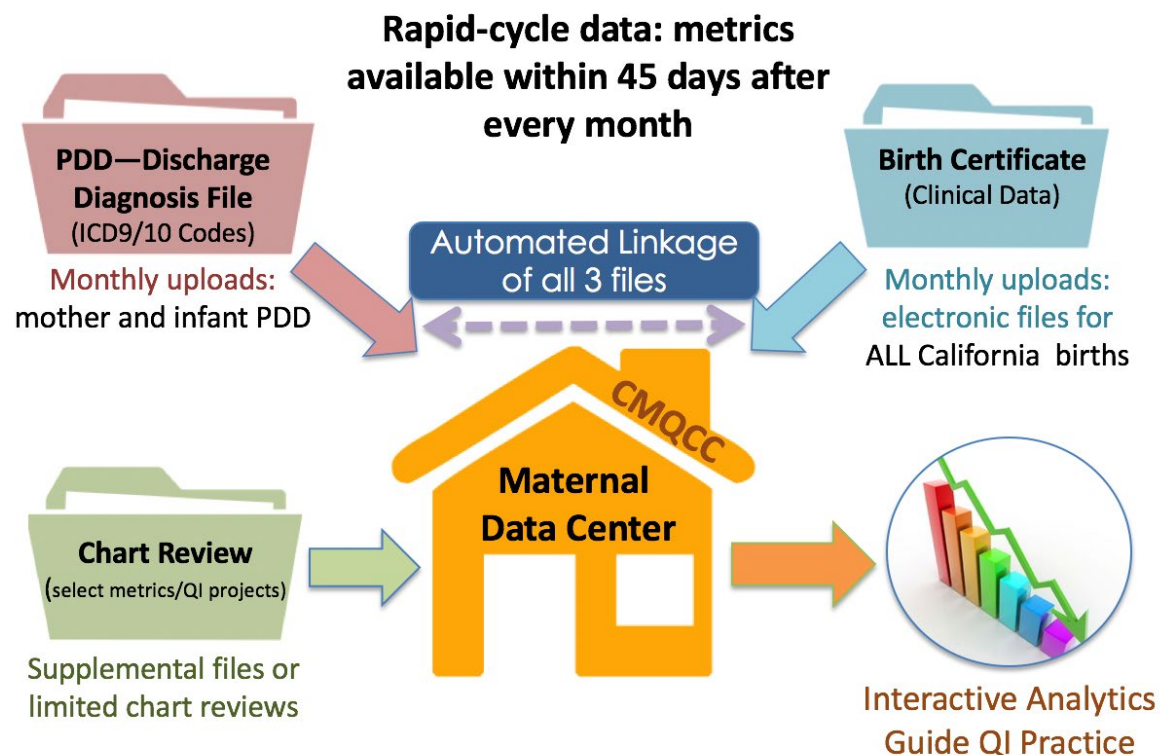 Rapid-cycle data: metrics
available within 45 days after
every month
PDD—Discharge
Diagnosis File
(ICD9/10 Codes)
Monthly uploads:
mother and infant PDD
Birth Certificate
(Clinical Data)
Monthly uploads:
electronic files for
ALL California births
Automated Linkage
of all 3 files
CMQCC
Maternal
Data Center
Chart Review
(select metrics/QI projects)
Supplemental files or
limited chart reviews
Interactive Analytics
Guide QI Practice